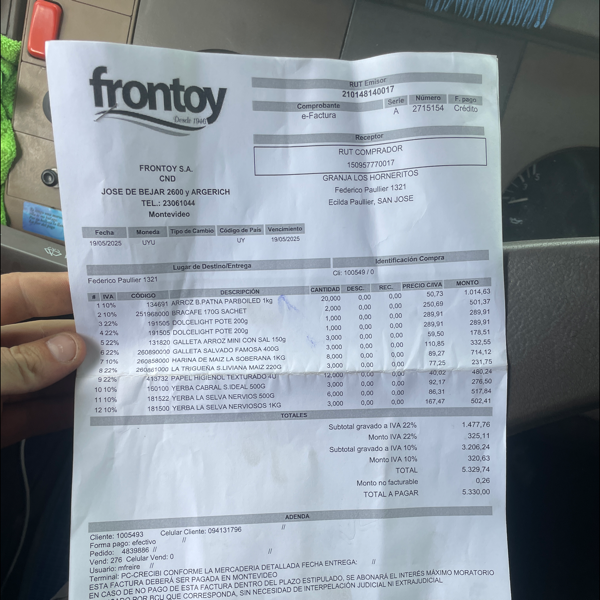 frontoy
Desde 1940
RUT Emisor
210148140017
Comprobante Serie Número F. pago
e-Factura A 2715154 Crédito
Receptor
RUT COMPRADOR
150957770017
GRANJA LOS HORNERITOS
Federico Paullier 1321
Ecilda Paullier, SAN JOSE
FRONTOY S.A.
CND
JOSE DE BEJAR 2600 y ARGERICH
TEL.: 23061044
Montevideo
Fecha Moneda Tipo de Cambio Código de País Vencimiento
19/05/2025 UYU UY 19/05/2025
Lugar de Destino/Entrega Identificación Compra
Federico Paullier 1321 Cli: 100549 / 0
# IVA CÓDIGO DESCRIPCIÓN CANTIDAD DESC. REC. PRECIO C/IVA MONTO
1 10% 134691 ARROZ B.PATNA PARBOILED 1kg 20,000 0,00 0,00 50,73 1.014,63
2 10% 251968000 BRACAFE 170G SACHET 2,000 0,00 0,00 250,69 501,37
3 22% 191505 DOLCELIGHT POTE 200g 1,000 0,00 0,00 289,91 289,91
4 22% 191505 DOLCELIGHT POTE 200g 1,000 0,00 0,00 289,91 289,91
5 22% 131820 GALLETA ARROZ MINI CON SAL 150g 3,000 0,00 0,00 59,50 178,51
6 22% 260890000 GALLETA SALVADO FAMOSA 400G 3,000 0,00 0,00 110,85 332,55
7 10% 260858000 HARINA DE MAIZ LA SOBERANA 1KG 8,000 0,00 0,00 89,27 714,12
8 22% 260861000 LA TRIGUEÑA S.LIVIANA MAIZ 220G 3,000 0,00 0,00 77,25 231,75
9 22% 415732 PAPEL HIGIENOL TEXTURADO 4U 12,000 0,00 0,00 40,02 480,24
10 10% 160100 YERBA CABRAL S IDEAL 500G 3,000 0,00 0,00 92,17 276,50
11 10% 181522 YERBA LA SELVA NERVIOS 500G 6,000 0,00 0,00 86,31 517,84
12 10% 181500 YERBA LA SELVA NERVIOSOS 1KG 3,000 0,00 0,00 167,47 502,41
TOTALES
Subtotal gravado a IVA 22% 1.477,76
Monto IVA 22% 325,11
Subtotal gravado a IVA 10% 3.206,24
Monto IVA 10% 320,63
TOTAL 5.329,74
Monto no facturable 0,26
TOTAL A PAGAR 5.330,00
ADENDA
Cliente: 1005493 Celular Cliente: 094131796 //
Forma pago: efectivo //
Pedido: 4839886 //
Vend: 276 Celular Vend: 0 //
Usuario: mfreire //
Terminal: PC-CRECIBI CONFORME LA MERCADERIA DETALLADA FECHA ENTREGA: //
ESTA FACTURA DEBERÁ SER PAGADA EN MONTEVIDEO
EN CASO DE NO PAGO DE ESTA FACTURA DENTRO DEL PLAZO ESTIPULADO, SE ABONARÁ EL INTERÉS MÁXIMO MORATORIO
POR BCU QUE CORRESPONDA, SIN NECESIDAD DE INTERPELACIÓN JUDICIAL NI EXTRAJUDICIAL